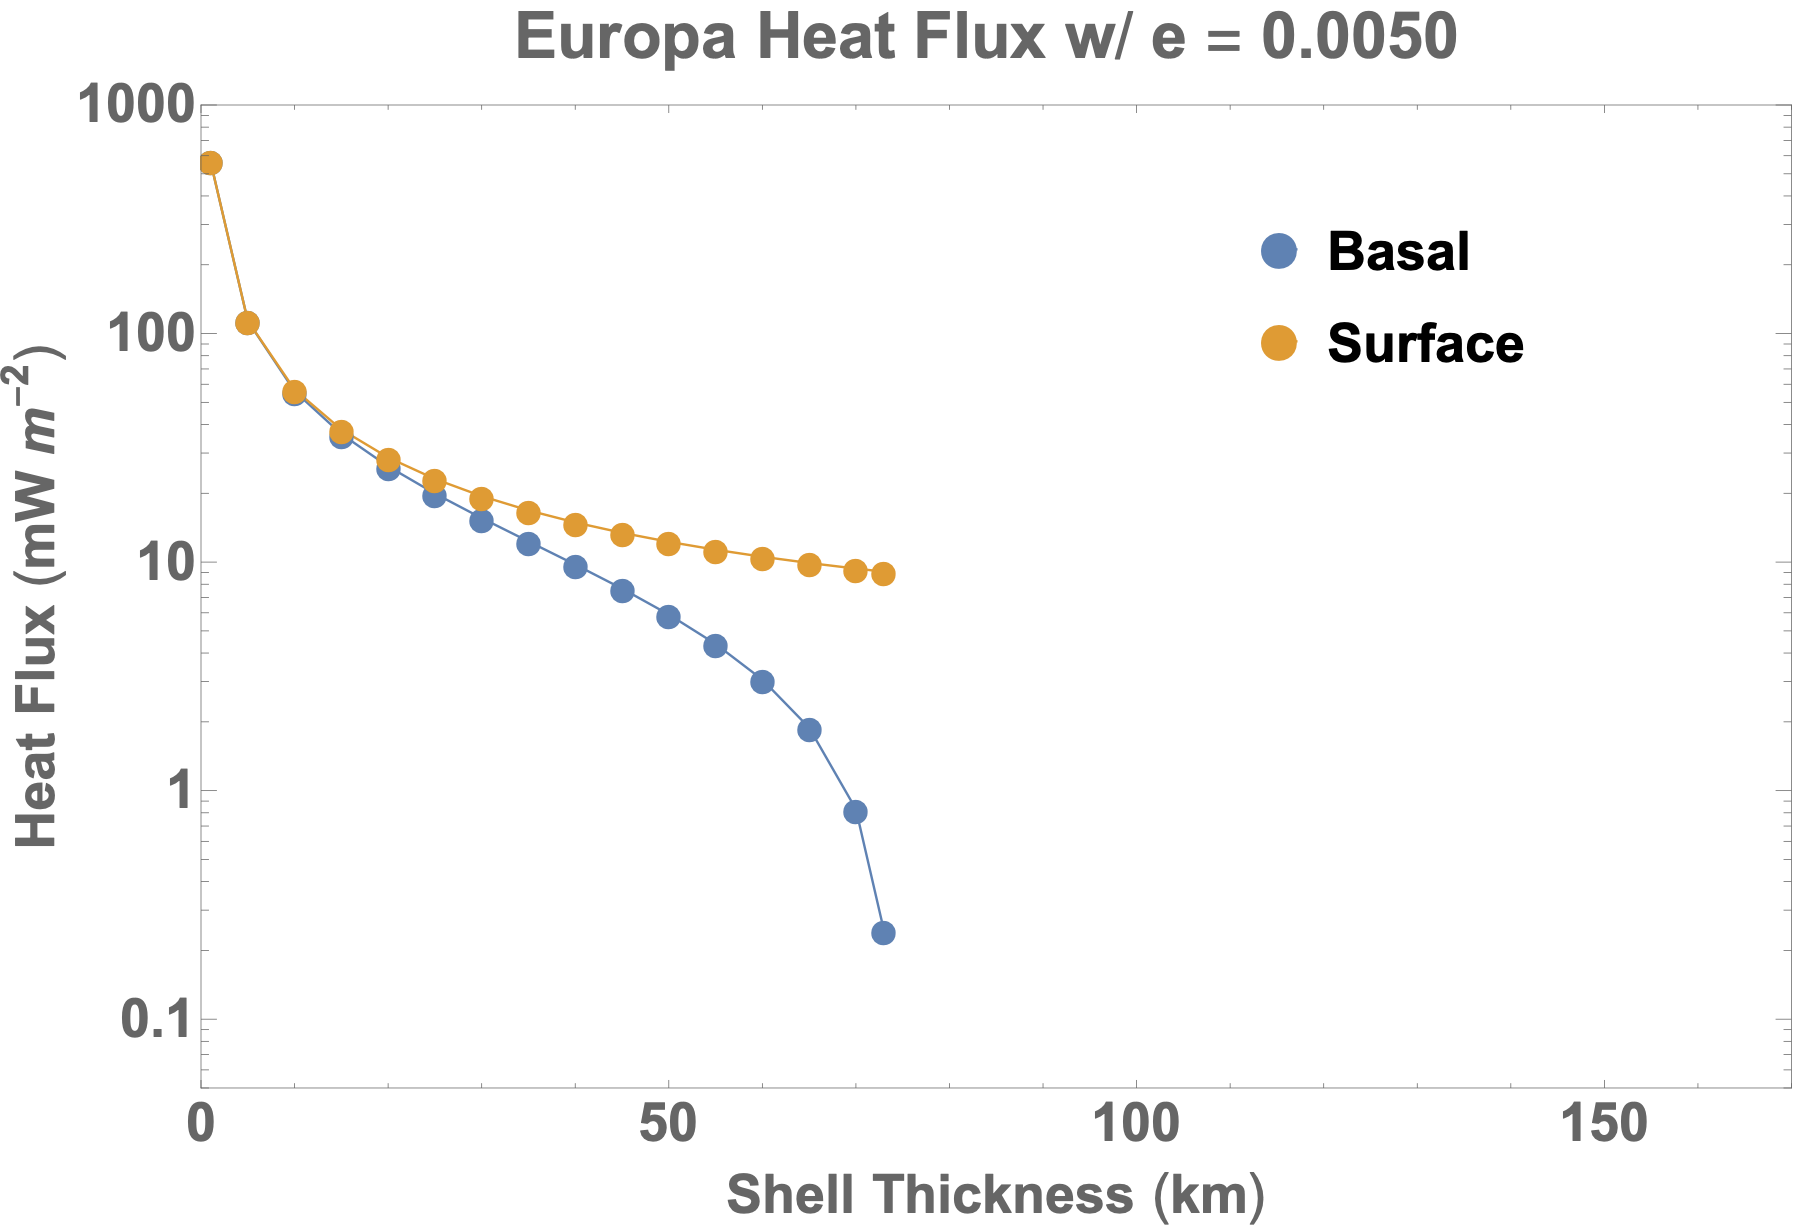 Europa Heat Flux w/ e = 0.0050
1000
100
10
1
0.1
Heat Flux (mW m⁻²)
Basal
Surface
0 50 100 150
Shell Thickness (km)